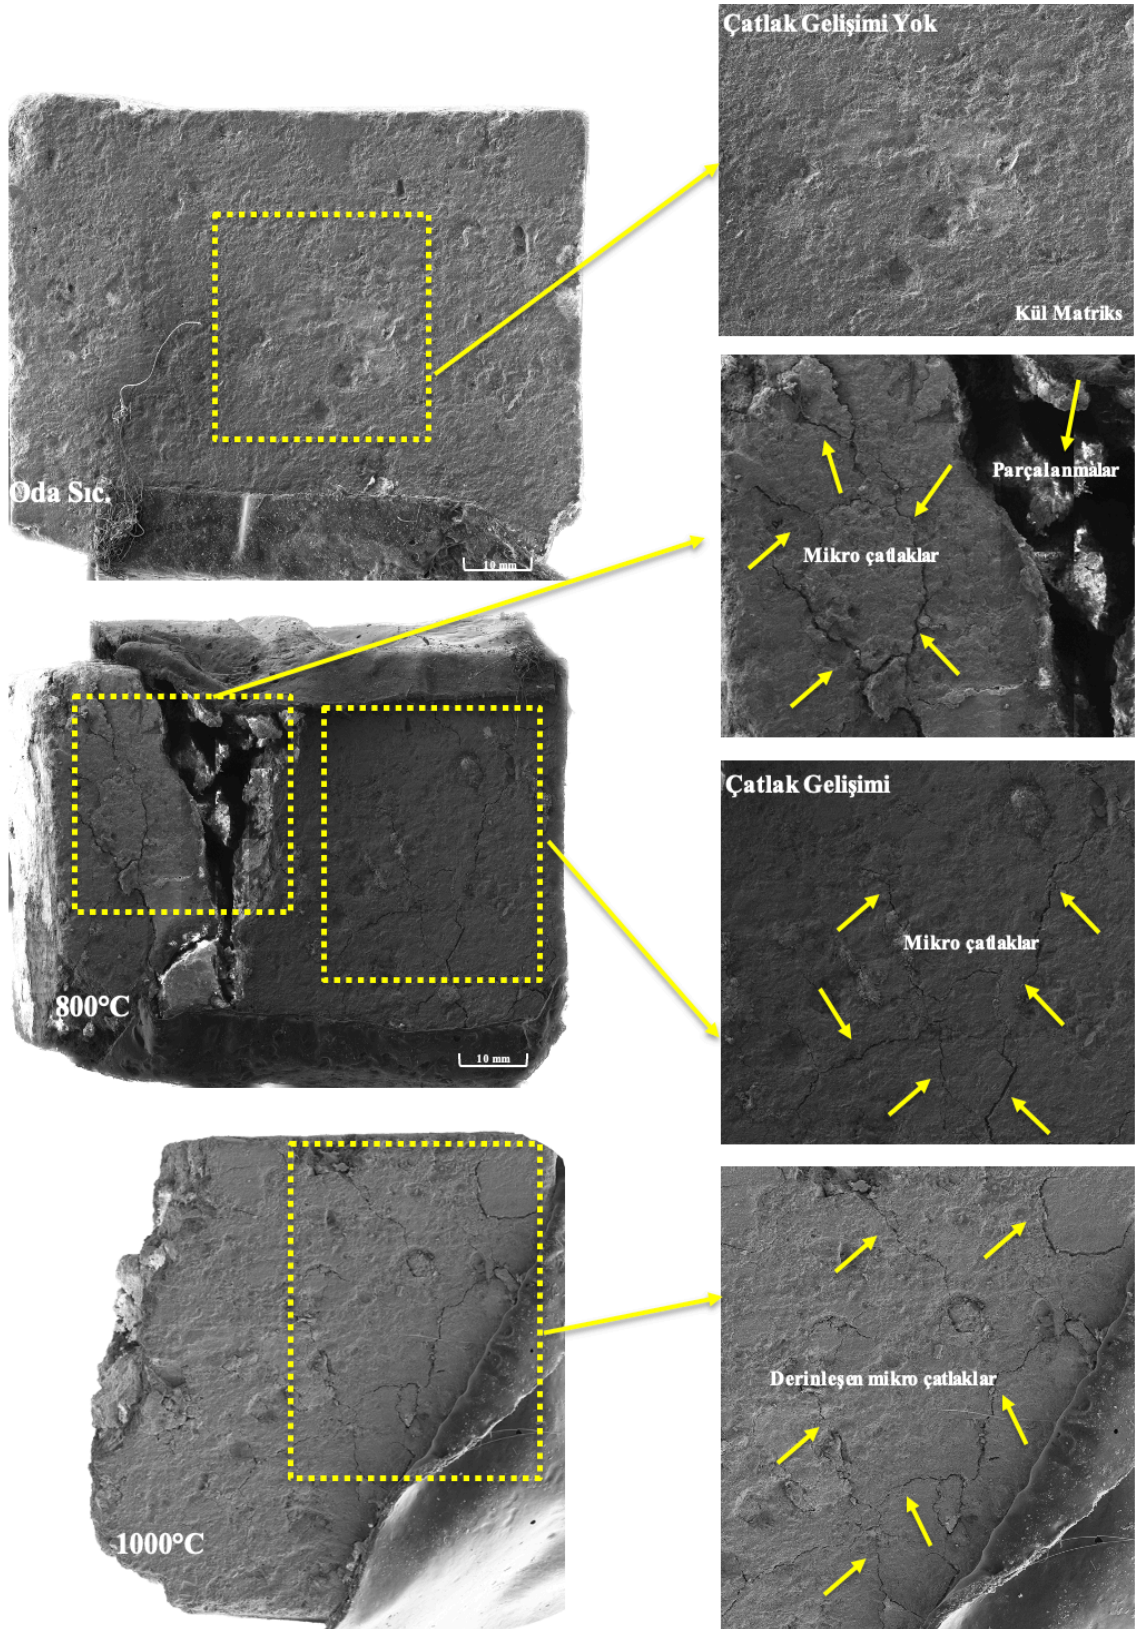 Çatlak Gelişimi Yok
Kül Matriks
Oda Sıc.
10 mm
Parçalanmalar
Mikro çatlaklar
800°C
10 mm
Çatlak Gelişimi
Mikro çatlaklar
1000°C
Derinleşen mikro çatlaklar